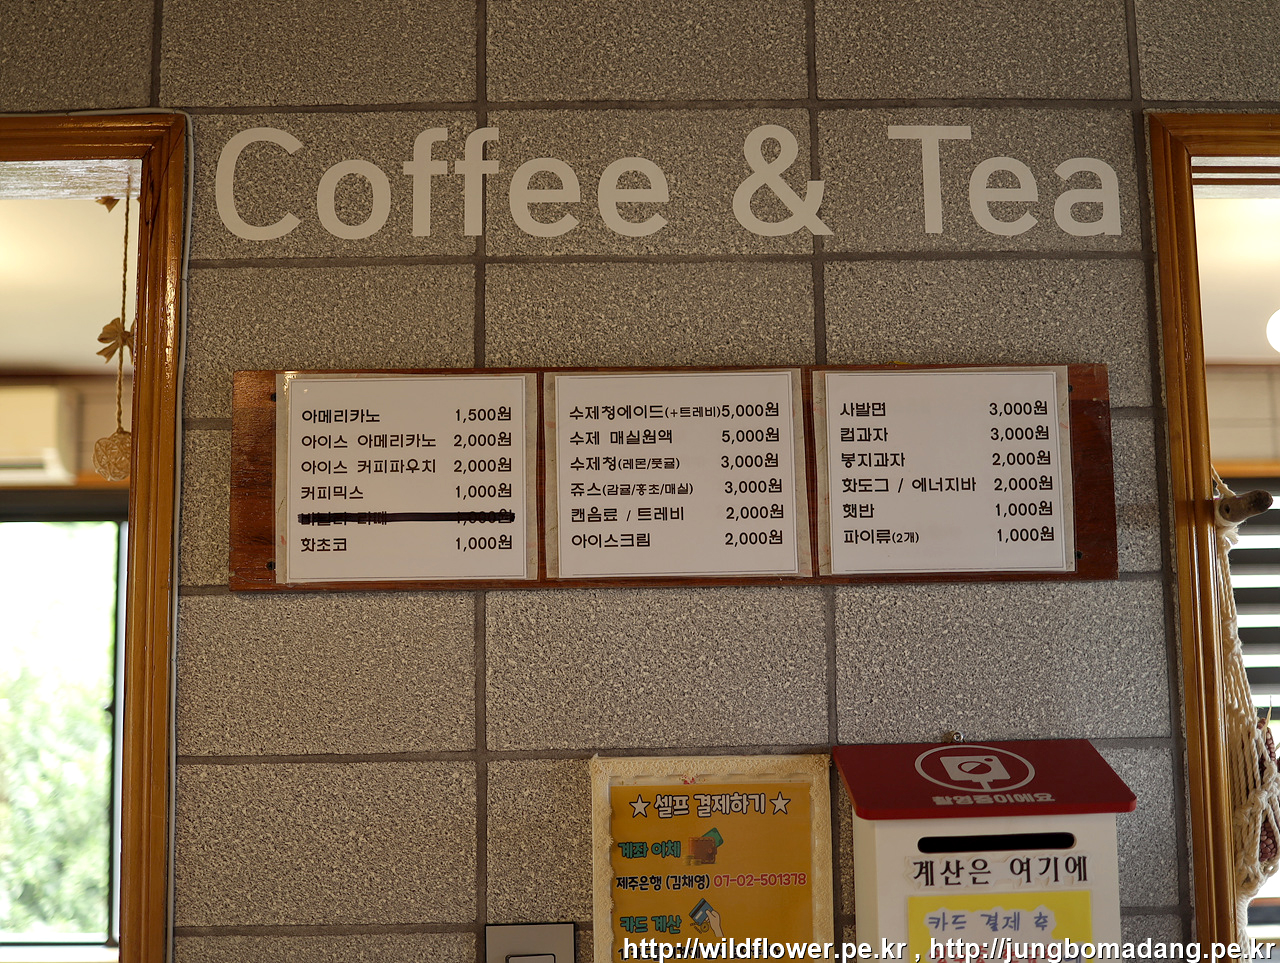 Coffee & Tea
아메리카노 1,500원
아이스 아메리카노 2,000원
아이스 커피파우치 2,000원
커피믹스 1,000원
바닐라 라떼 1,000원
핫초코 1,000원
수제청에이드(+트레비) 5,000원
수제 매실원액 5,000원
수제청(레몬/풋귤) 3,000원
쥬스(감귤/홍초/매실) 3,000원
캔음료 / 트레비 2,000원
아이스크림 2,000원
사발면 3,000원
컵과자 3,000원
봉지과자 2,000원
핫도그 / 에너지바 2,000원
햇반 1,000원
파이류(2개) 1,000원
☆ 셀프 결제하기 ☆
계좌 이체
제주은행 (김채영) 07-02-501378
카드 계산
촬영중이에요
계산은 여기에
카드 결제 후
http://wildflower.pe.kr , http://jungbomadang.pe.kr